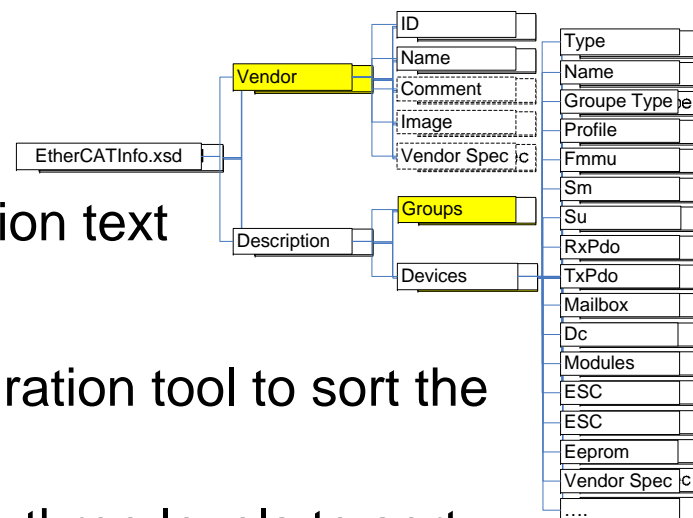 EtherCATInfo.xsd
Vendor
ID
Name
Comment
Image
Vendor Spec
Description
Groups
Devices
Type
Name
Groupe Type
Profile
Fmmu
Sm
Su
RxPdo
TxPdo
Mailbox
Dc
Modules
ESC
ESC
Eeprom
Vendor Spec
....
ion text
ration tool to sort the